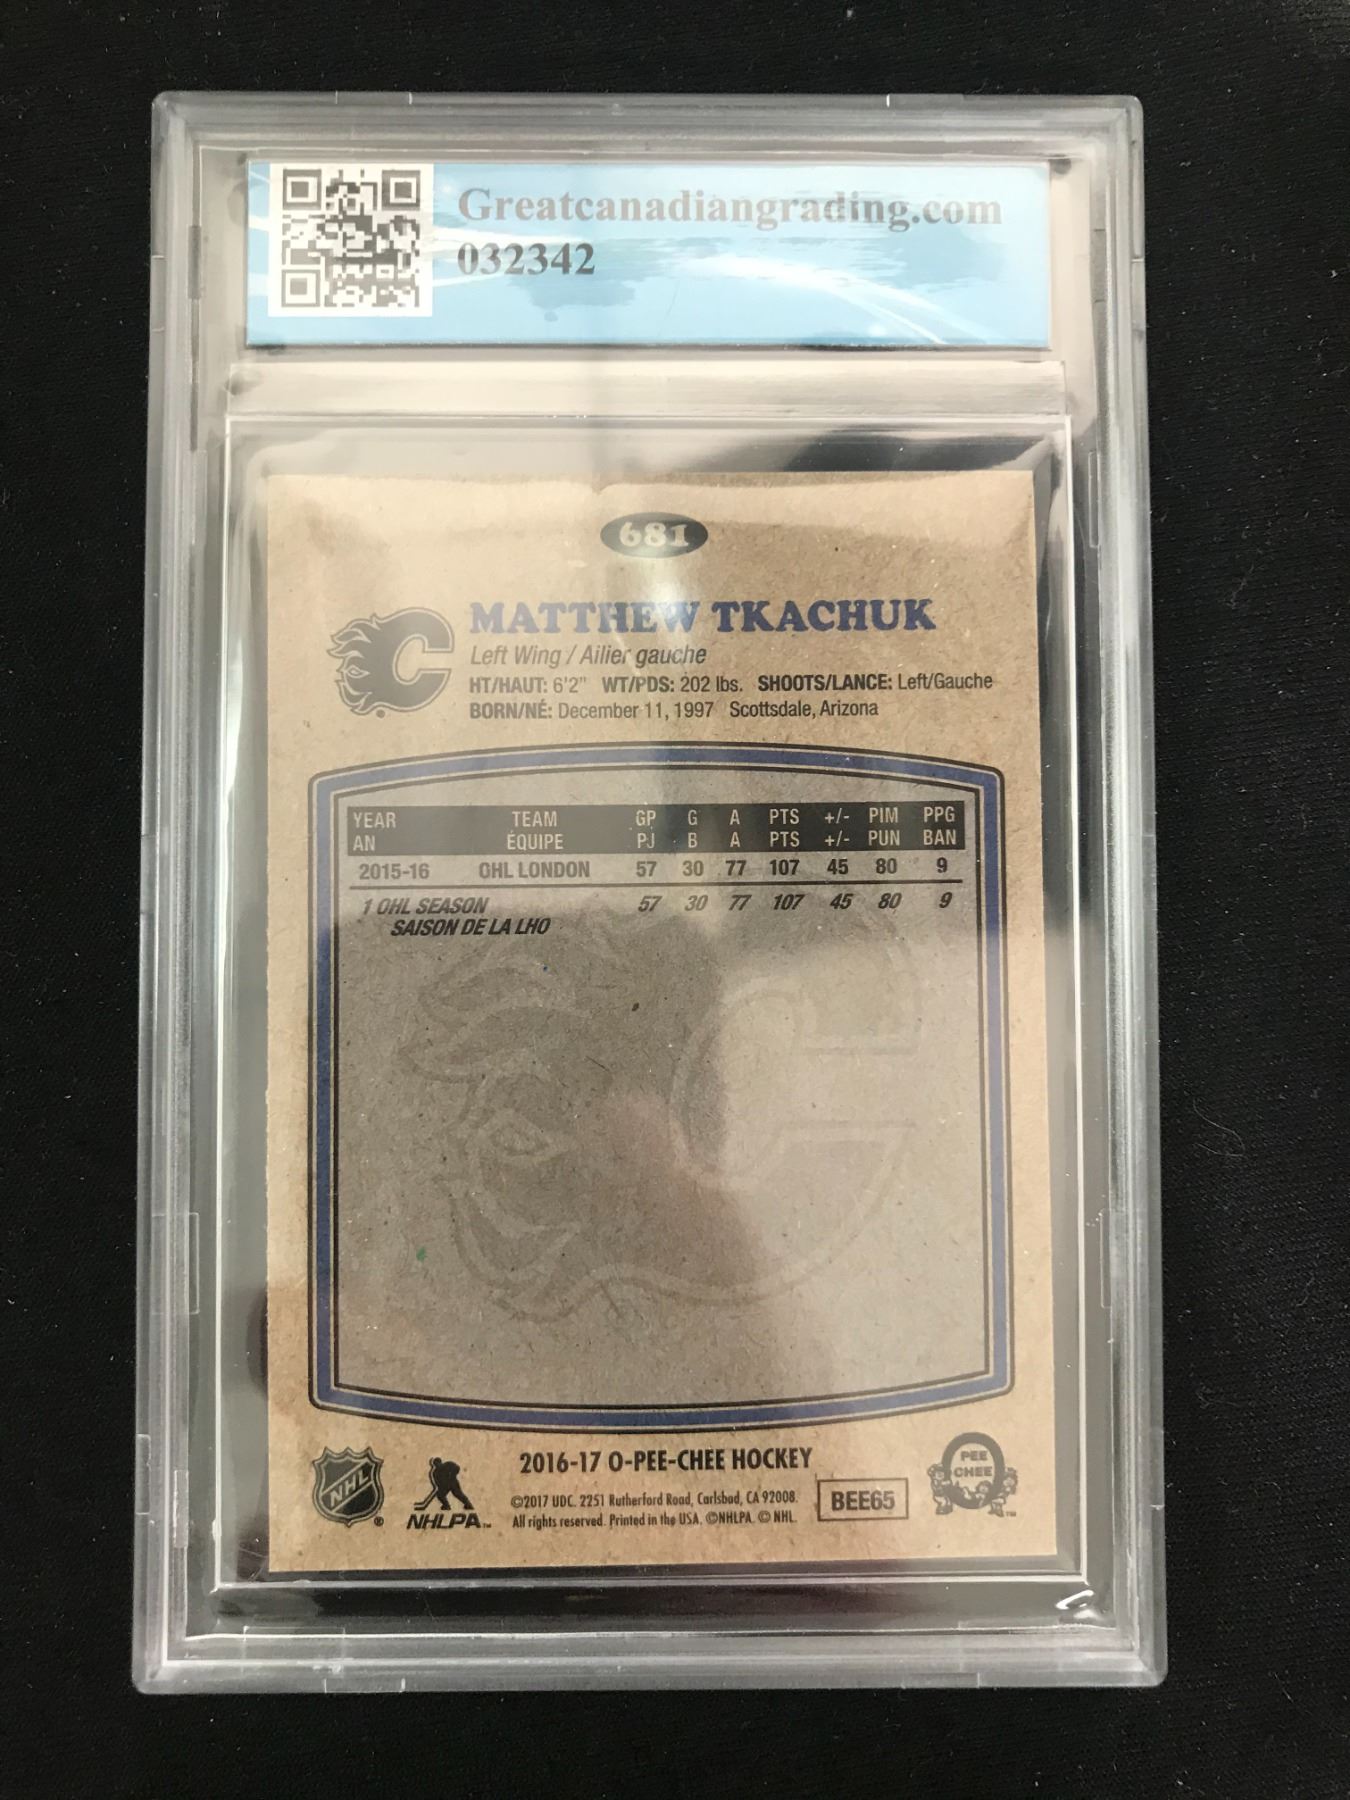 Greatcanadiangrading.com
032342
681
MATTHEW TKACHUK
Left Wing / Ailier gauche
HT/HAUT: 6'2" WT/PDS: 202 lbs. SHOOTS/LANCE: Left/Gauche
BORN/NÉ: December 11, 1997 Scottsdale, Arizona
YEAR TEAM GP G A PTS +/- PIM PPG
AN ÉQUIPE PJ B A PTS +/- PUN BAN
2015-16 OHL LONDON 57 30 77 107 45 80 9
1 OHL SEASON 57 30 77 107 45 80 9
SAISON DE LA LHO
2016-17 O-PEE-CHEE HOCKEY
©2017 UDC. 2251 Rutherford Road, Carlsbad, CA 92008.
All rights reserved. Printed in the USA. ©NHLPA. © NHL.
BEE65
NHL ®
NHLPA™
PEE
CHEE
™